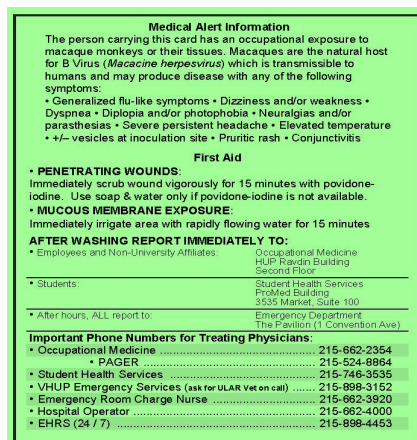 Medical Alert Information
The person carrying this card has an occupational exposure to
macaque monkeys or their tissues. Macaques are the natural host
for B Virus (Macacine herpesvirus) which is transmissible to
humans and may produce disease with any of the following
symptoms:
• Generalized flu-like symptoms • Dizziness and/or weakness •
Dyspnea • Diplopia and/or photophobia • Neuralgias and/or
parasthesias • Severe persistent headache • Elevated temperature
• +/– vesicles at inoculation site • Pruritic rash • Conjunctivitis
First Aid
• PENETRATING WOUNDS:
Immediately scrub wound vigorously for 15 minutes with povidone-
iodine. Use soap & water only if povidone-iodine is not available.
• MUCOUS MEMBRANE EXPOSURE:
Immediately irrigate area with rapidly flowing water for 15 minutes
AFTER WASHING REPORT IMMEDIATELY TO:
• Employees and Non-University Affiliates: Occupational Medicine
HUP Ravdin Building
Second Floor
• Students: Student Health Services
ProMed Building
3535 Market, Suite 100
• After hours, ALL report to: Emergency Department
The Pavilion (1 Convention Ave)
Important Phone Numbers for Treating Physicians:
• Occupational Medicine ........................................ 215-662-2354
• PAGER ........................................ 215-524-8864
• Student Health Services ........................................ 215-746-3535
• VHUP Emergency Services (ask for ULAR Vet on call) ....... 215-898-3152
• Emergency Room Charge Nurse ........................... 215-662-3920
• Hospital Operator ........................................ 215-662-4000
• EHRS (24 / 7) ........................................ 215-898-4453